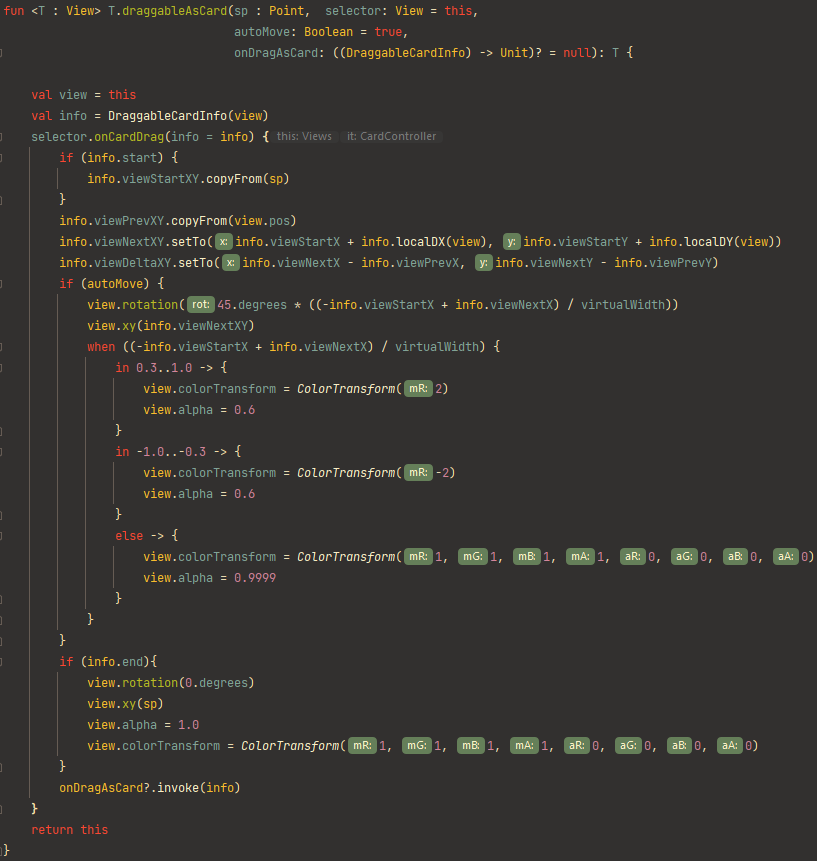 fun <T : View> T.draggableAsCard(sp : Point,  selector: View = this,
                                 autoMove: Boolean = true,
                                 onDragAsCard: ((DraggableCardInfo) -> Unit)? = null): T {
    val view = this
    val info = DraggableCardInfo(view)
    selector.onCardDrag(info = info) { this: Views  it: CardController
        if (info.start) {
            info.viewStartXY.copyFrom(sp)
        }
        info.viewPrevXY.copyFrom(view.pos)
        info.viewNextXY.setTo( x: info.viewStartX + info.localDX(view), y: info.viewStartY + info.localDY(view))
        info.viewDeltaXY.setTo( x: info.viewNextX - info.viewPrevX, y: info.viewNextY - info.viewPrevY)
        if (autoMove) {
            view.rotation( rot: 45.degrees * ((-info.viewStartX + info.viewNextX) / virtualWidth))
            view.xy(info.viewNextXY)
            when ((-info.viewStartX + info.viewNextX) / virtualWidth) {
                in 0.3..1.0 -> {
                    view.colorTransform = ColorTransform( mR: 2)
                    view.alpha = 0.6
                }
                in -1.0..-0.3 -> {
                    view.colorTransform = ColorTransform( mR: -2)
                    view.alpha = 0.6
                }
                else -> {
                    view.colorTransform = ColorTransform( mR: 1, mG: 1, mB: 1, mA: 1, aR: 0, aG: 0, aB: 0, aA: 0)
                    view.alpha = 0.9999
                }
            }
        }
        if (info.end){
            view.rotation(0.degrees)
            view.xy(sp)
            view.alpha = 1.0
            view.colorTransform = ColorTransform( mR: 1, mG: 1, mB: 1, mA: 1, aR: 0, aG: 0, aB: 0, aA: 0)
        }
        onDragAsCard?.invoke(info)
    }
    return this
}